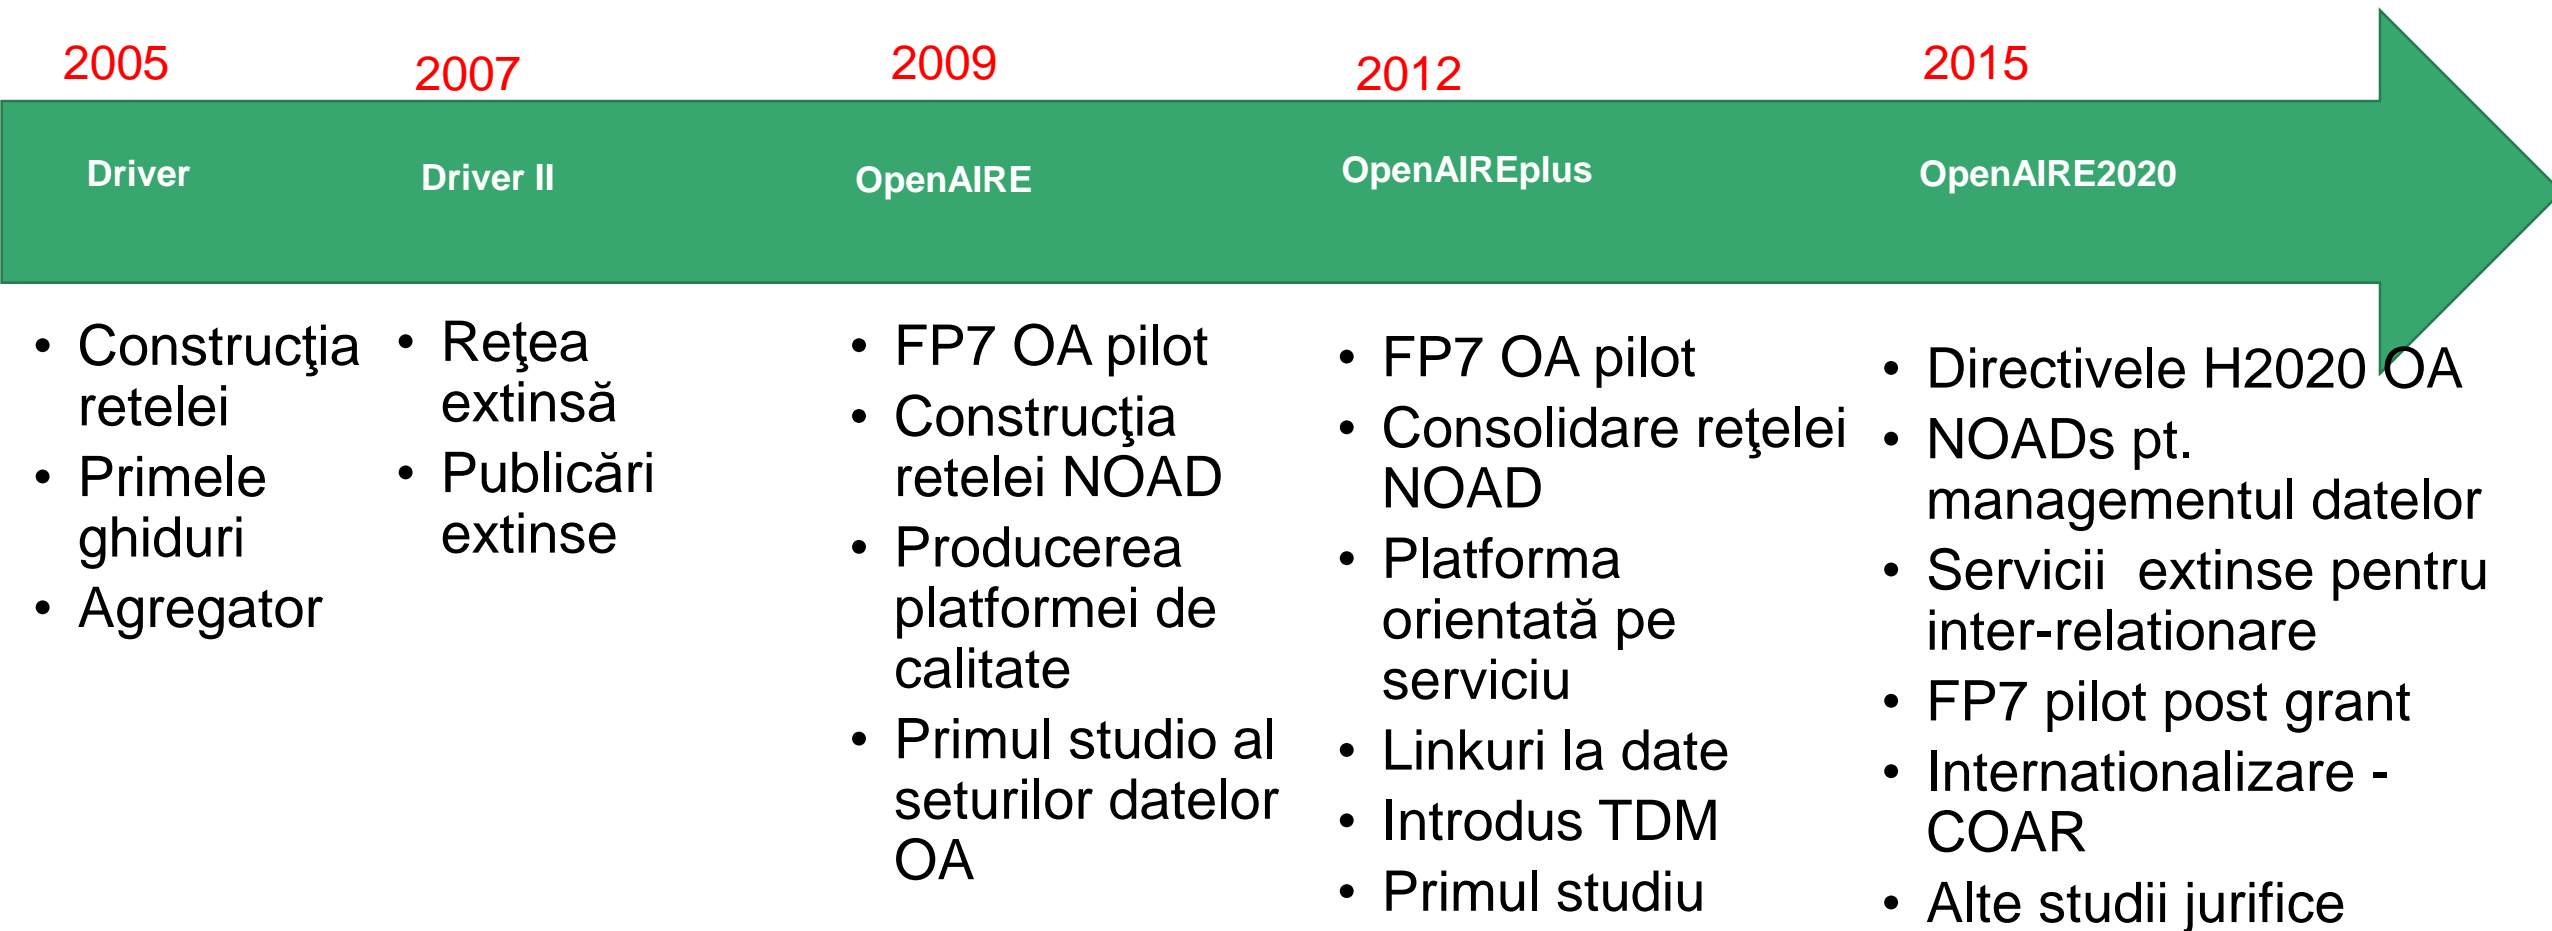 2005
2007
2009
2012
2015
Driver
Driver II
OpenAIRE
OpenAIREplus
OpenAIRE2020
• Construcţia
retelei
• Primele
ghiduri
• Agregator
• Reţea
extinsă
• Publicări
extinse
• FP7 OA pilot
• Construcţia
retelei NOAD
• Producerea
platformei de
calitate
• Primul studio al
seturilor datelor
OA
• FP7 OA pilot
• Consolidare reţelei
NOAD
• Platforma
orientată pe
serviciu
• Linkuri la date
• Introdus TDM
• Primul studiu
• Directivele H2020 OA
• NOADs pt.
managementul datelor
• Servicii  extinse pentru
inter-relationare
• FP7 pilot post grant
• Internationalizare -
COAR
• Alte studii jurifice